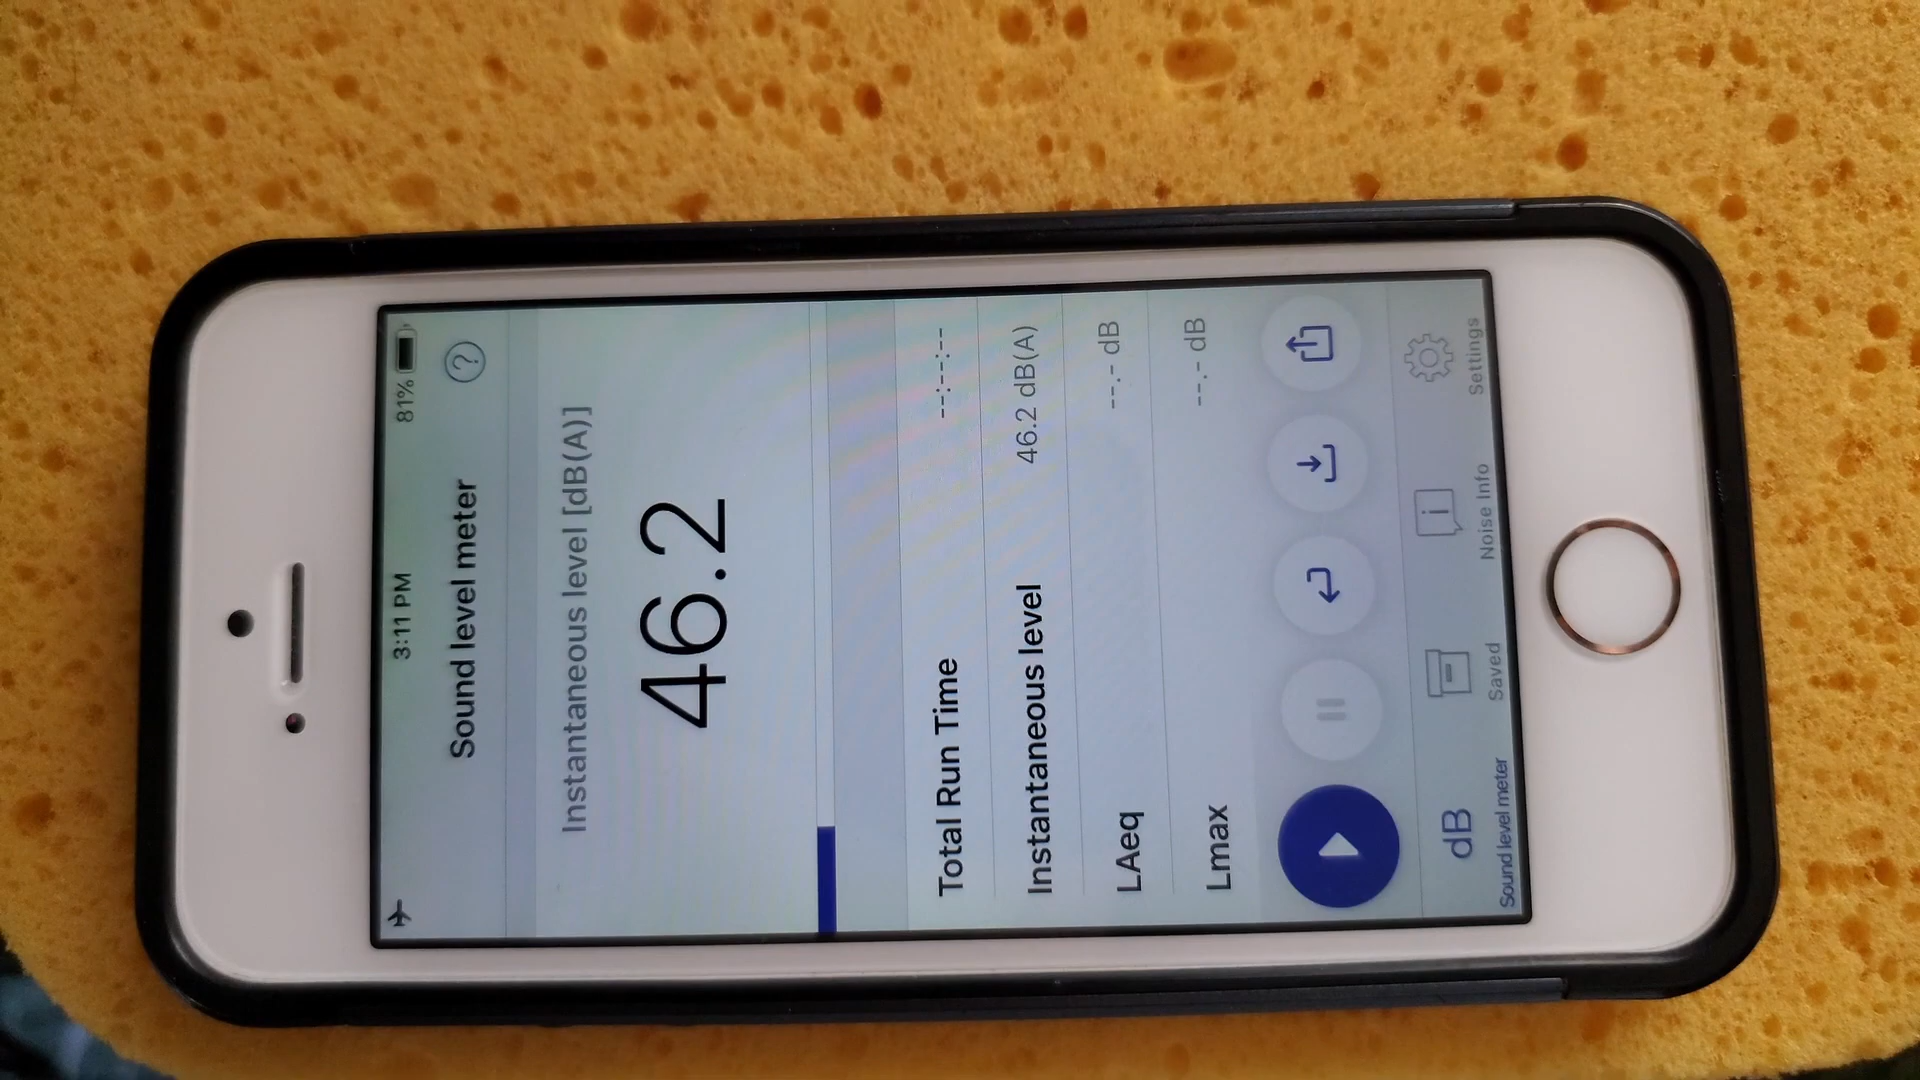 3:11 PM
81%
Sound level meter
?
Instantaneous level [dB(A)]
46.2
Total Run Time --:--:--
Instantaneous level 46.2 dB(A)
LAeq --.- dB
Lmax --.- dB
dB
Sound level meter
Saved
Noise Info
Settings